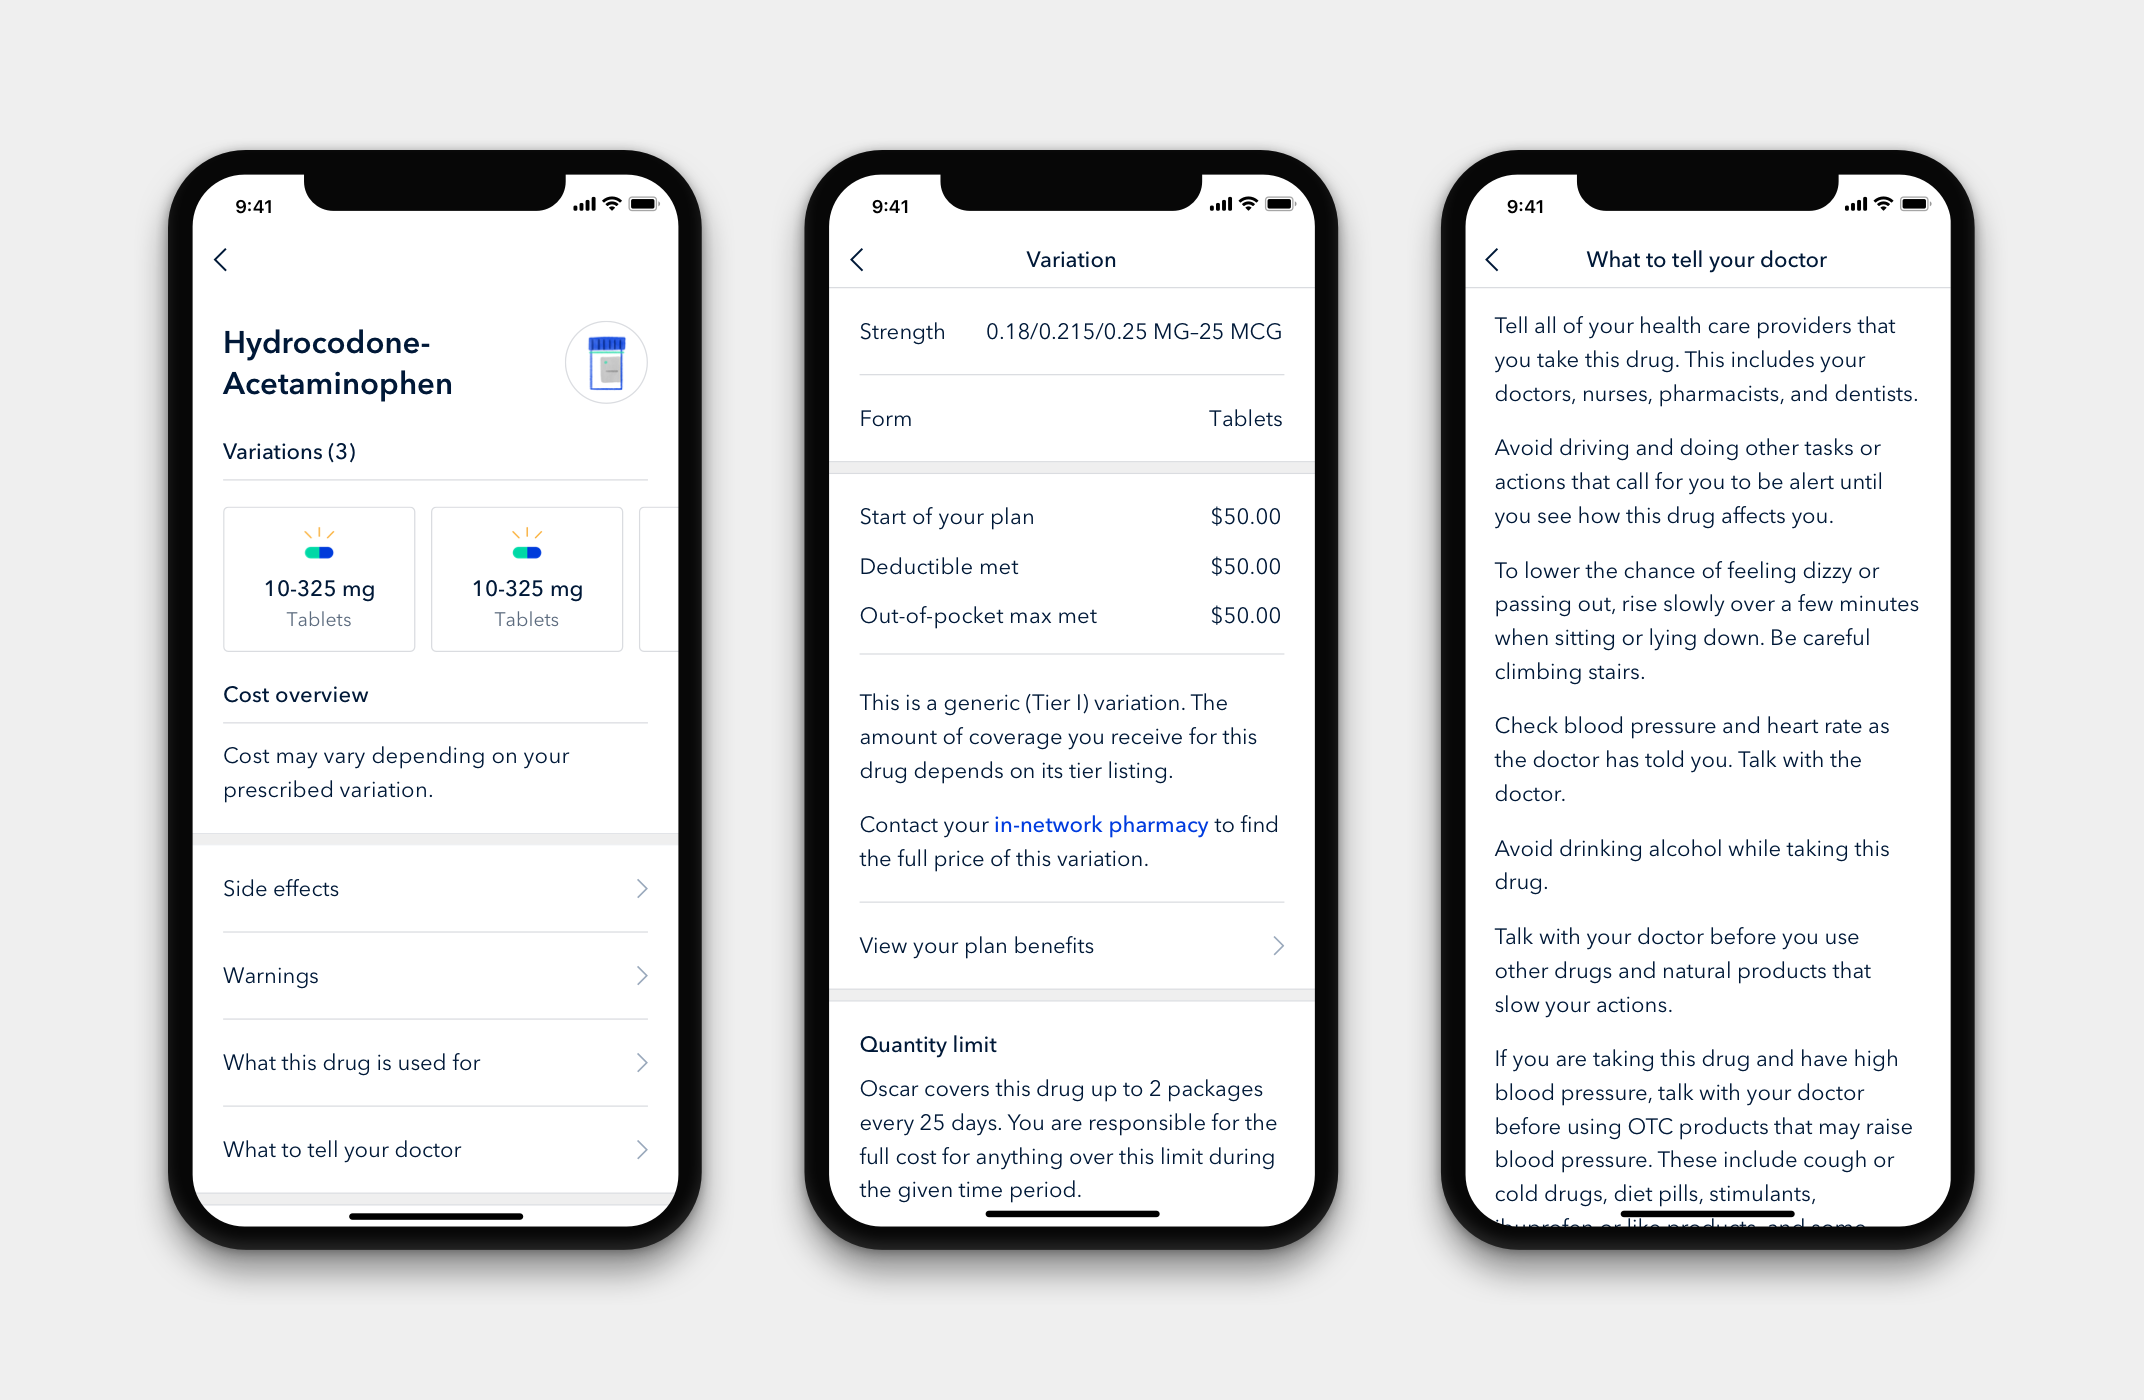 9:41
Hydrocodone-
Acetaminophen
Variations (3)
10-325 mg
Tablets
10-325 mg
Tablets
Cost overview
Cost may vary depending on your
prescribed variation.
Side effects
Warnings
What this drug is used for
What to tell your doctor
9:41
Variation
Strength 0.18/0.215/0.25 MG–25 MCG
Form Tablets
Start of your plan $50.00
Deductible met $50.00
Out-of-pocket max met $50.00
This is a generic (Tier I) variation. The
amount of coverage you receive for this
drug depends on its tier listing.
Contact your in-network pharmacy to find
the full price of this variation.
View your plan benefits
Quantity limit
Oscar covers this drug up to 2 packages
every 25 days. You are responsible for the
full cost for anything over this limit during
the given time period.
9:41
What to tell your doctor
Tell all of your health care providers that
you take this drug. This includes your
doctors, nurses, pharmacists, and dentists.
Avoid driving and doing other tasks or
actions that call for you to be alert until
you see how this drug affects you.
To lower the chance of feeling dizzy or
passing out, rise slowly over a few minutes
when sitting or lying down. Be careful
climbing stairs.
Check blood pressure and heart rate as
the doctor has told you. Talk with the
doctor.
Avoid drinking alcohol while taking this
drug.
Talk with your doctor before you use
other drugs and natural products that
slow your actions.
If you are taking this drug and have high
blood pressure, talk with your doctor
before using OTC products that may raise
blood pressure. These include cough or
cold drugs, diet pills, stimulants,
ibuprofen or like products, and some